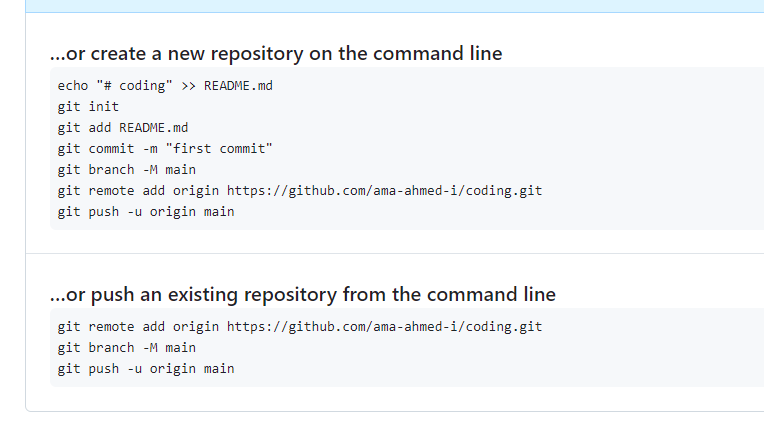 ...or create a new repository on the command line
echo "# coding" >> README.md
git init
git add README.md
git commit -m "first commit"
git branch -M main
git remote add origin https://github.com/ama-ahmed-i/coding.git
git push -u origin main
...or push an existing repository from the command line
git remote add origin https://github.com/ama-ahmed-i/coding.git
git branch -M main
git push -u origin main